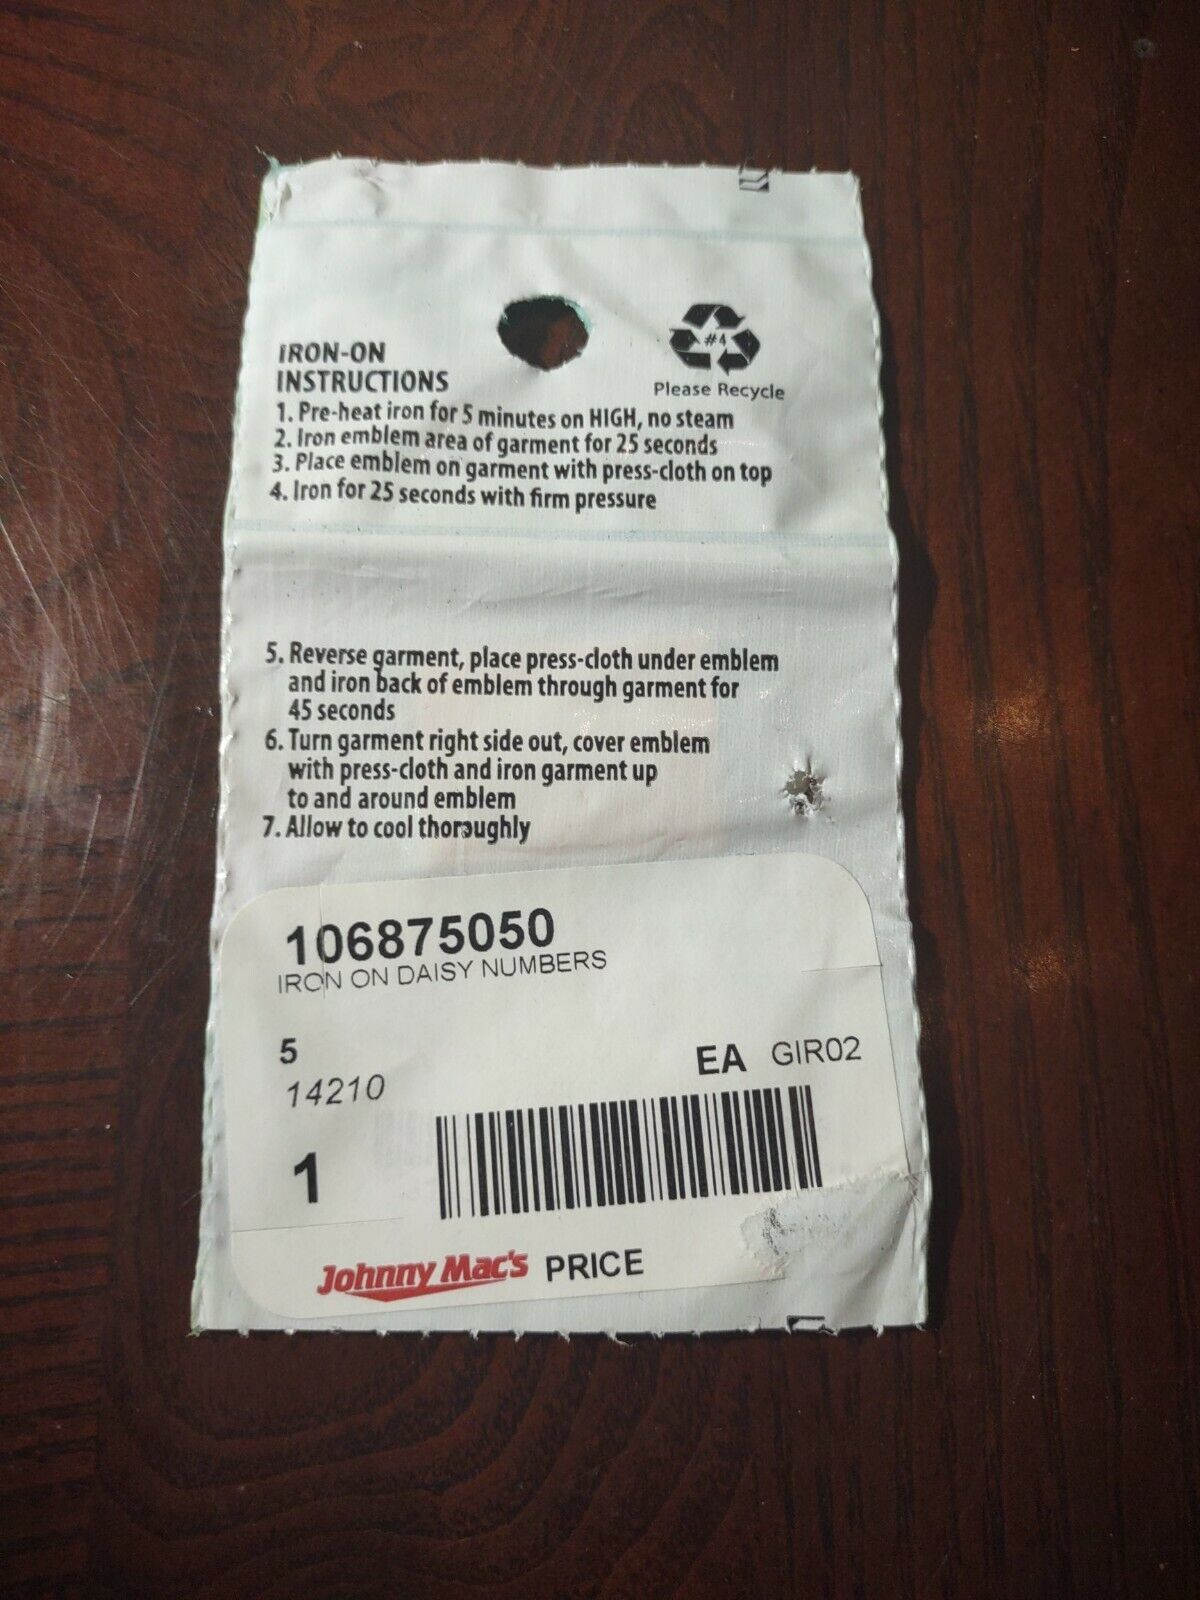 #4
Please Recycle
IRON-ON
INSTRUCTIONS
1. Pre-heat iron for 5 minutes on HIGH, no steam
2. Iron emblem area of garment for 25 seconds
3. Place emblem on garment with press-cloth on top
4. Iron for 25 seconds with firm pressure
5. Reverse garment, place press-cloth under emblem
and iron back of emblem through garment for
45 seconds
6. Turn garment right side out, cover emblem
with press-cloth and iron garment up
to and around emblem
7. Allow to cool thoroughly
106875050
IRON ON DAISY NUMBERS
5
EA GIR02
14210
1
Johnny Mac's PRICE